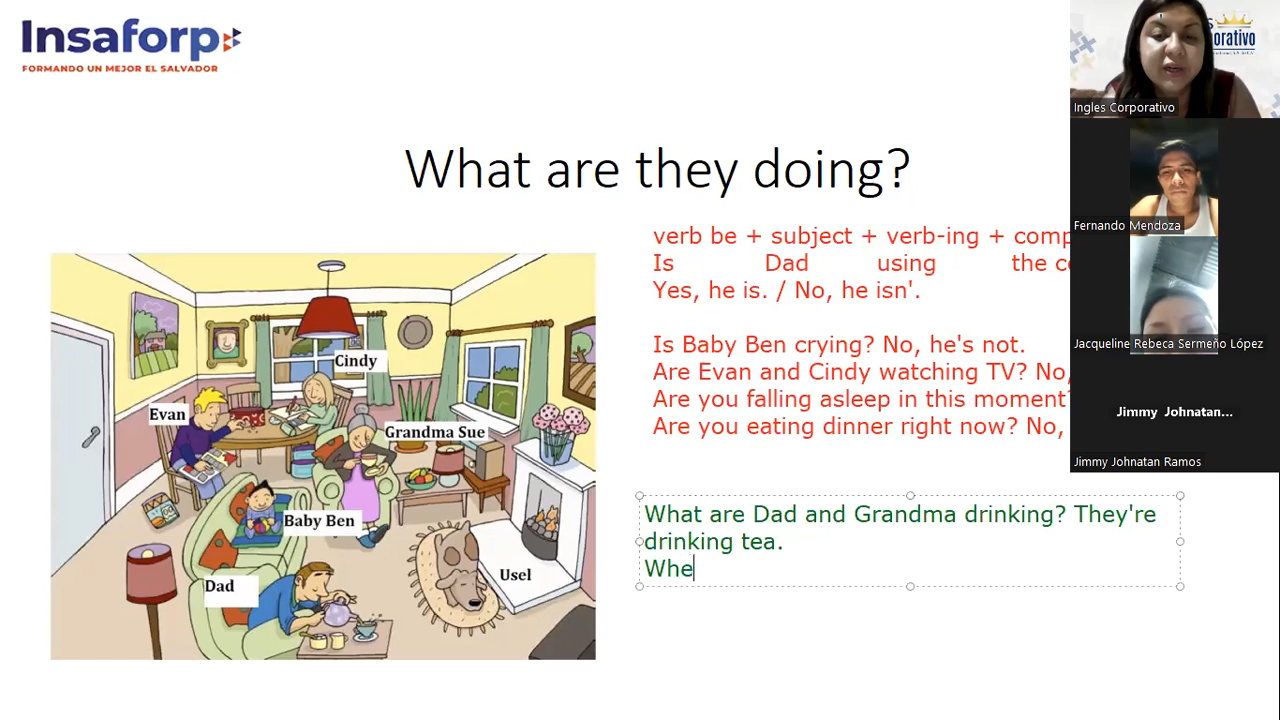 Insaforp
FORMANDO UN MEJOR EL SALVADOR
What are they doing?
verb be + subject + verb-ing + comp
Is Dad using the c
Yes, he is. / No, he isn'.
Is Baby Ben crying? No, he's not.
Are Evan and Cindy watching TV? No,
Are you falling asleep in this moment?
Are you eating dinner right now? No,
What are Dad and Grandma drinking? They're
drinking tea.
Whe
Cindy
Evan
Grandma Sue
Baby Ben
Usel
Dad
orativo
Ingles Corporativo
Fernando Mendoza
Jacqueline Rebeca Sermeño López
Jimmy Johnatan...
Jimmy Johnatan Ramos